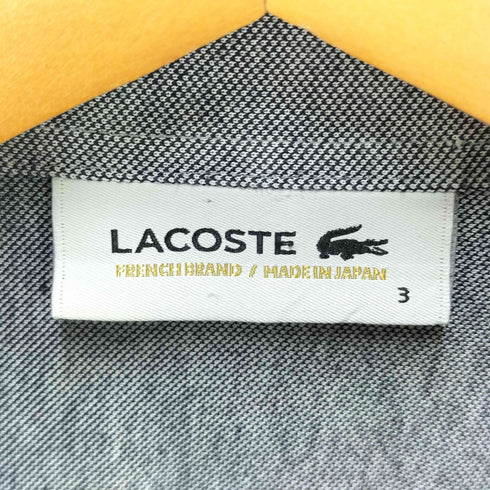 LACOSTE
FRENCH BRAND / MADE IN JAPAN
3